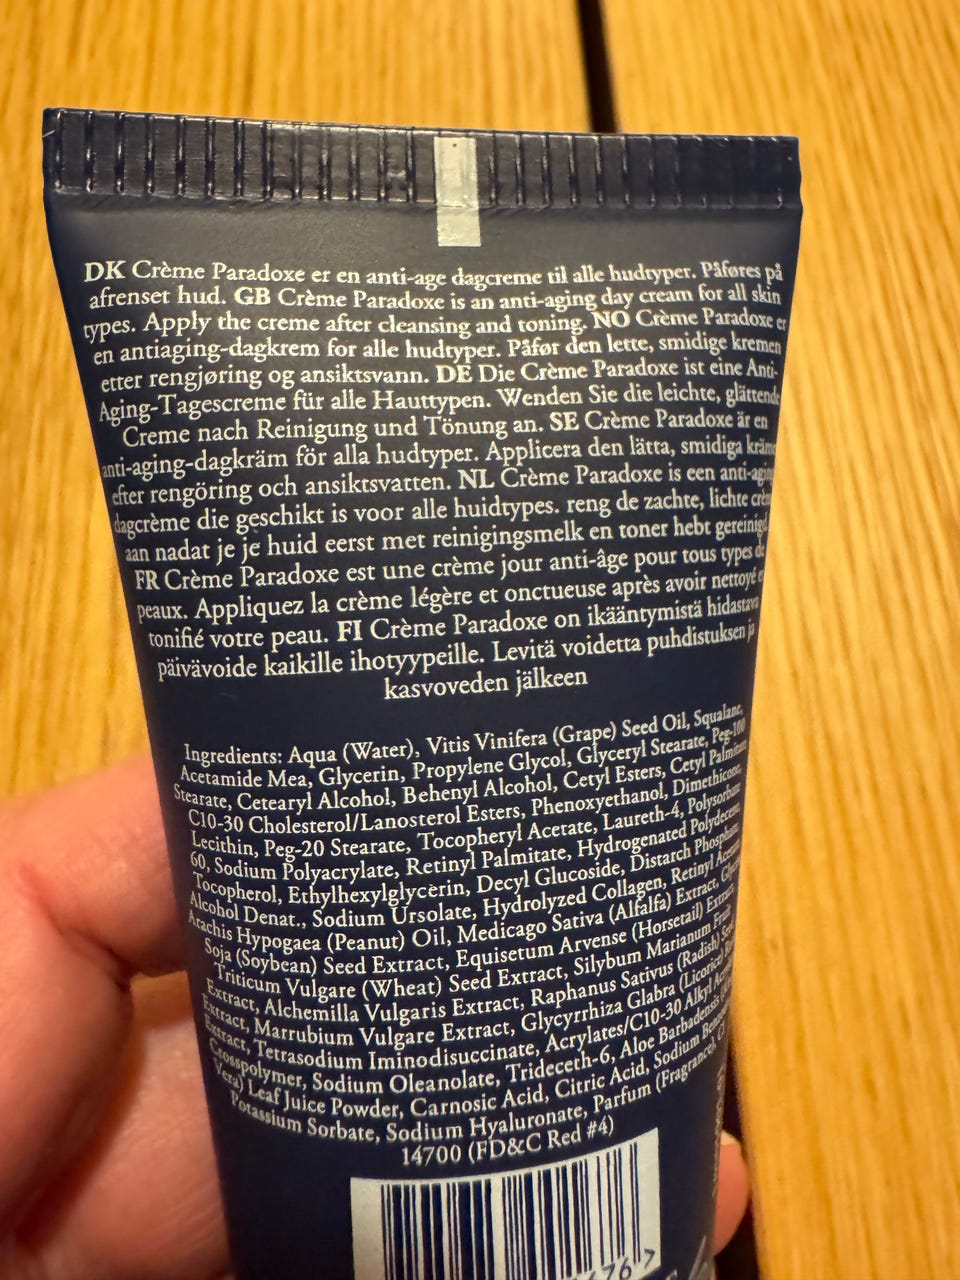 DK Crème Paradoxe er en anti-age dagcreme til alle hudtyper. Påføres på
afrenset hud. GB Crème Paradoxe is an anti-aging day cream for all skin
types. Apply the creme after cleansing and toning. NO Crème Paradoxe er
en antiaging-dagkrem for alle hudtyper. Påfør den lette, smidige kremen
etter rengjøring og ansiktsvann. DE Die Crème Paradoxe ist eine Anti-
Aging-Tagescreme für alle Hauttypen. Wenden Sie die leichte, glättende
Creme nach Reinigung und Tönung an. SE Crème Paradoxe är en
anti-aging-dagkräm för alla hudtyper. Applicera den lätta, smidiga
efter rengöring och ansiktsvatten. NL Crème Paradoxe is een
dagcrème die geschikt is voor alle huidtypes. reng de zachte, lichte
aan nadat je je huid eerst met reinigingsmelk en toner hebt
FR Crème Paradoxe est une crème jour anti-âge pour tous types de
peaux. Appliquez la crème légère et onctueuse après avoir nettoyé
tonifié votre peau. FI Crème Paradoxe on ikääntymistä hidastava
päivävoide kaikille ihotyypeille. Levitä voidetta puhdistuksen ja
kasvoveden jälkeen
Ingredients: Aqua (Water), Vitis Vinifera (Grape) Seed Oil, Squalane,
Acetamide Mea, Glycerin, Propylene Glycol, Glyceryl Stearate, Peg-100
Stearate, Cetearyl Alcohol, Behenyl Alcohol, Cetyl Esters, Cetyl Palmitate
C10-30 Cholesterol/Lanosterol Esters, Phenoxyethanol, Dimethicone,
Lecithin, Peg-20 Stearate, Tocopheryl Acetate, Laureth-4, Polysorbate
60, Sodium Polyacrylate, Retinyl Palmitate, Hydrogenated Polydecene,
Tocopherol, Ethylhexylglycerin, Decyl Glucoside, Distarch
Alcohol Denat., Sodium Ursolate, Hydrolyzed Collagen, Retinyl
Arachis Hypogaea (Peanut) Oil, Medicago Sativa (Alfalfa) Extract,
Soja (Soybean) Seed Extract, Equisetum Arvense (Horsetail) Extract,
Triticum Vulgare (Wheat) Seed Extract, Silybum Marianum Fruit
Extract, Alchemilla Vulgaris Extract, Raphanus Sativus (Radish)
Extract, Marrubium Vulgare Extract, Glycyrrhiza Glabra (Licorice)
Extract, Tetrasodium Iminodisuccinate, Acrylates/C10-30 Alkyl
Crosspolymer, Sodium Oleanolate, Trideceth-6, Aloe Barbadensis
Vera) Leaf Juice Powder, Carnosic Acid, Citric Acid, Sodium
Potassium Sorbate, Sodium Hyaluronate, Parfum (Fragrance),
14700 (FD&C Red #4)